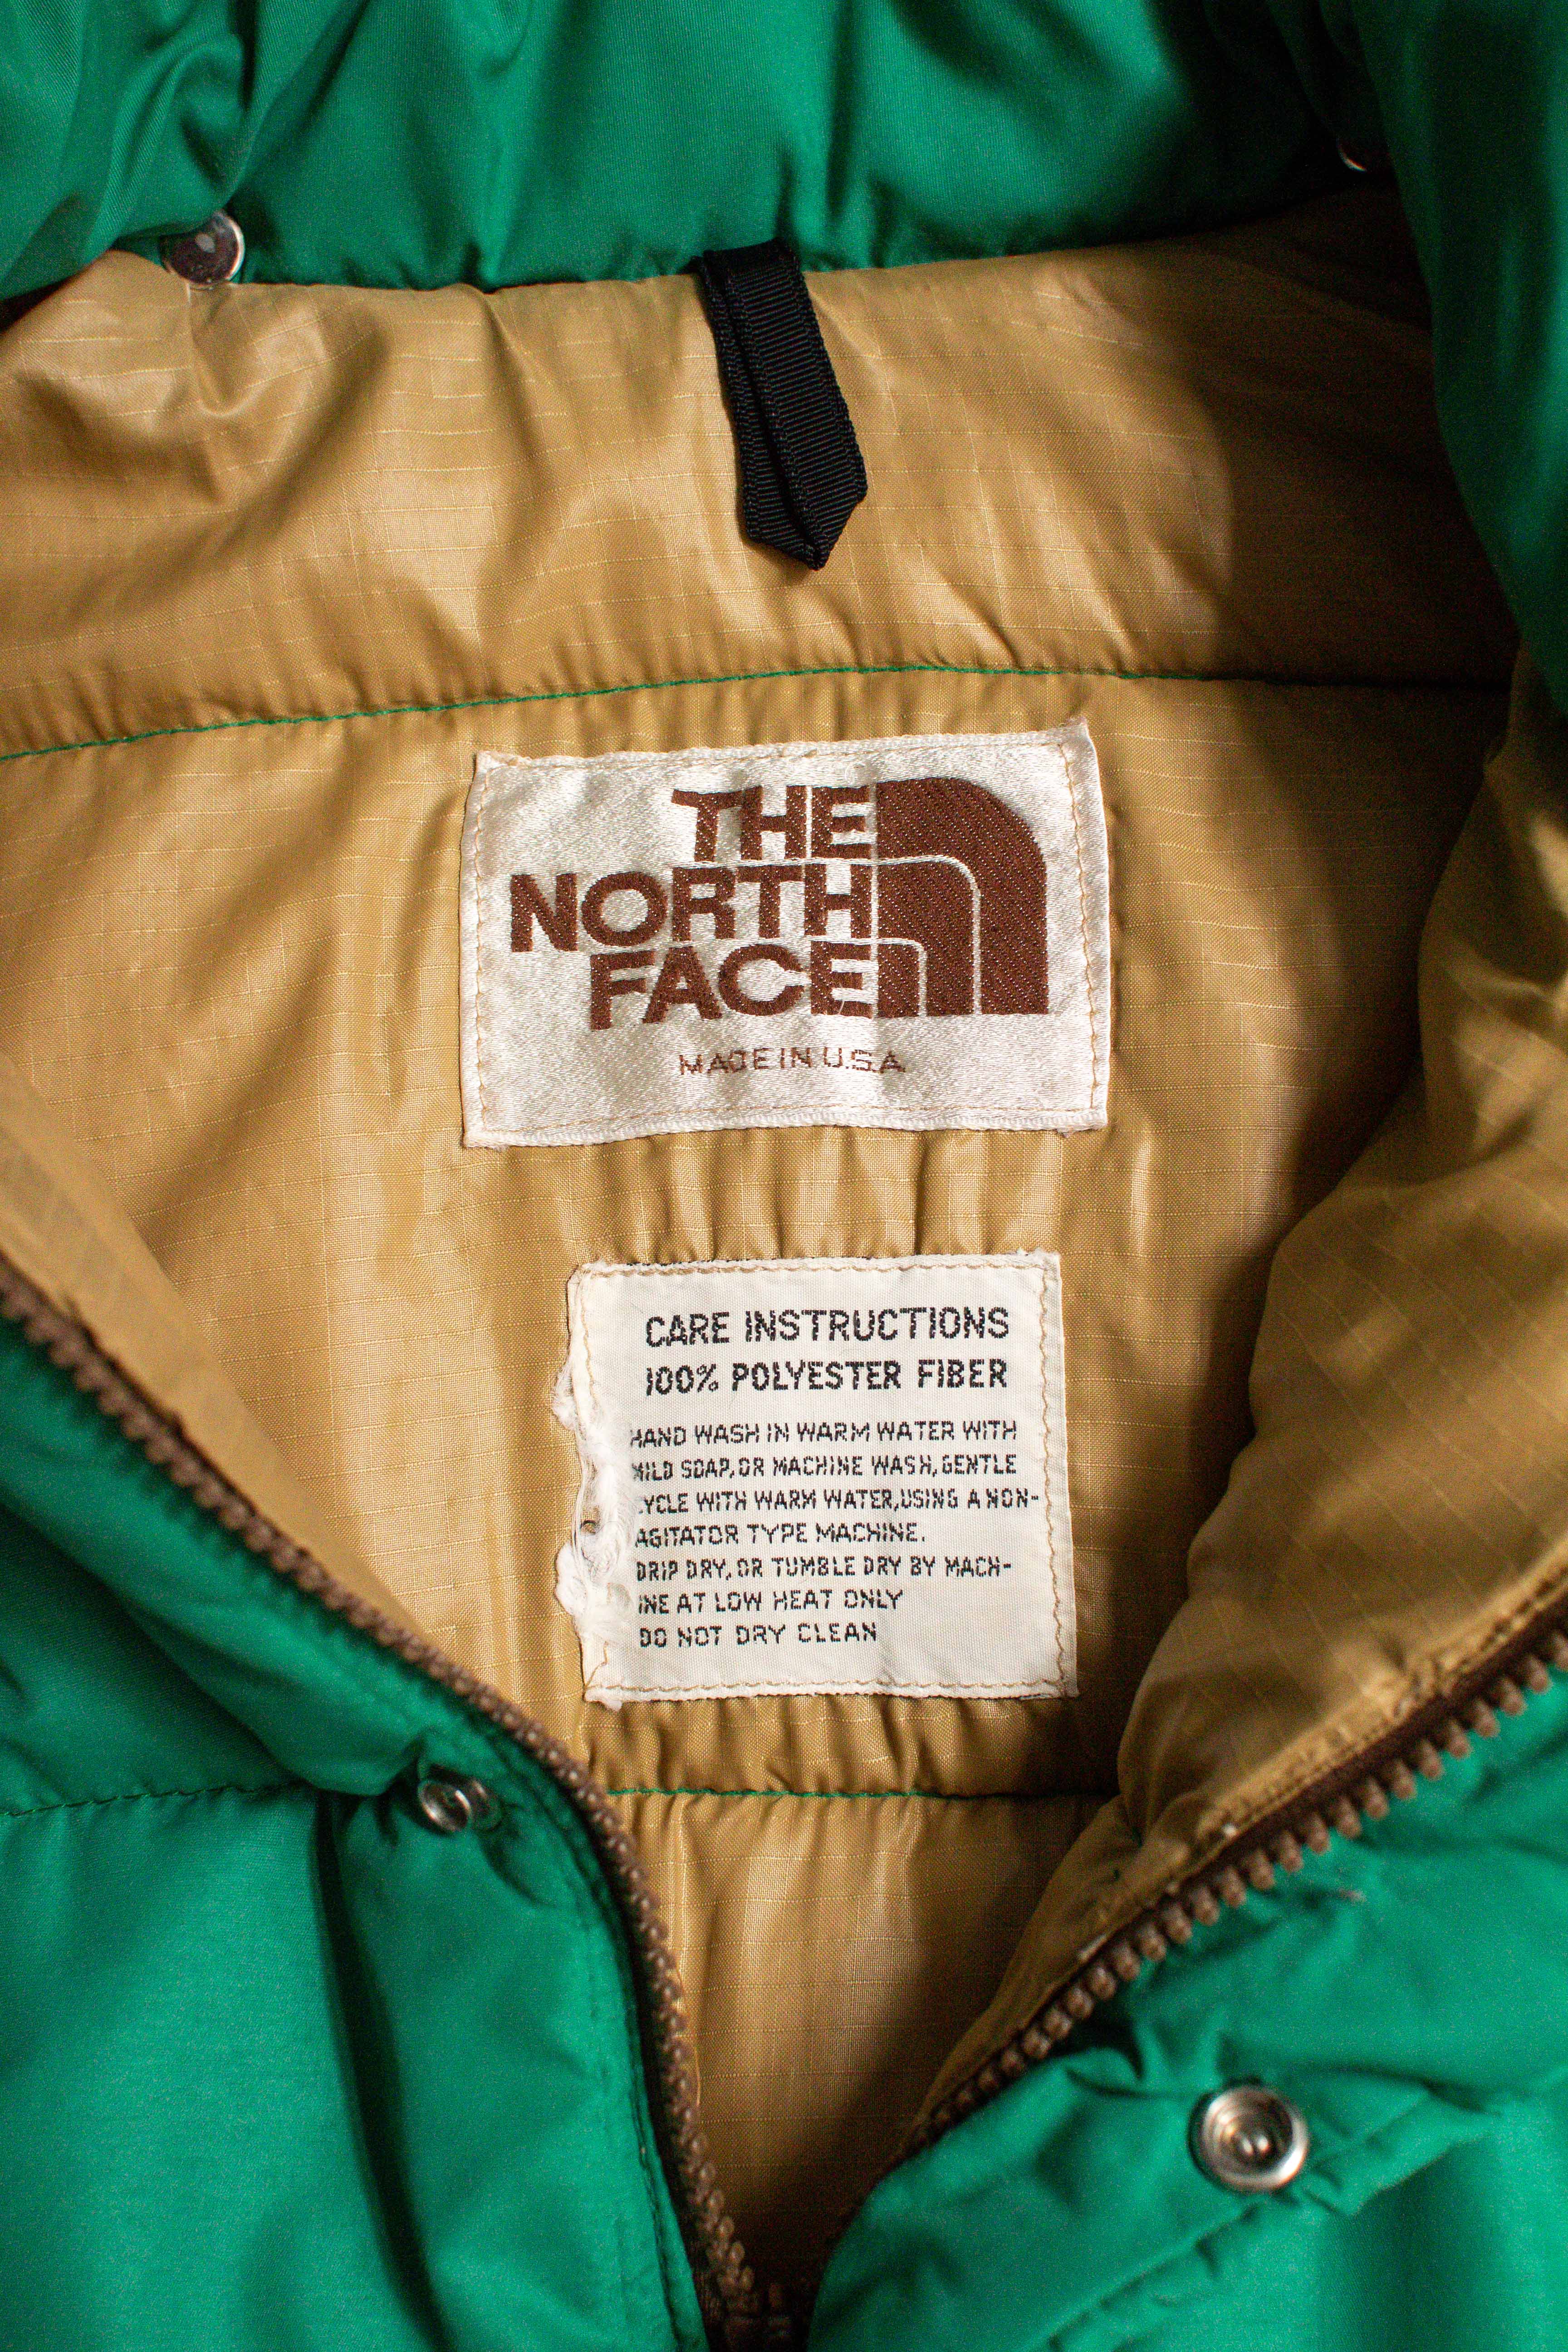 THE
NORTH
FACE
MADE IN U.S.A.
CARE INSTRUCTIONS
100% POLYESTER FIBER
HAND WASH IN WARM WATER WITH
MILD SOAP, OR MACHINE WASH, GENTLE
CYCLE WITH WARM WATER, USING A NON-
AGITATOR TYPE MACHINE.
DRIP DRY, OR TUMBLE DRY BY MACH-
INE AT LOW HEAT ONLY
DO NOT DRY CLEAN